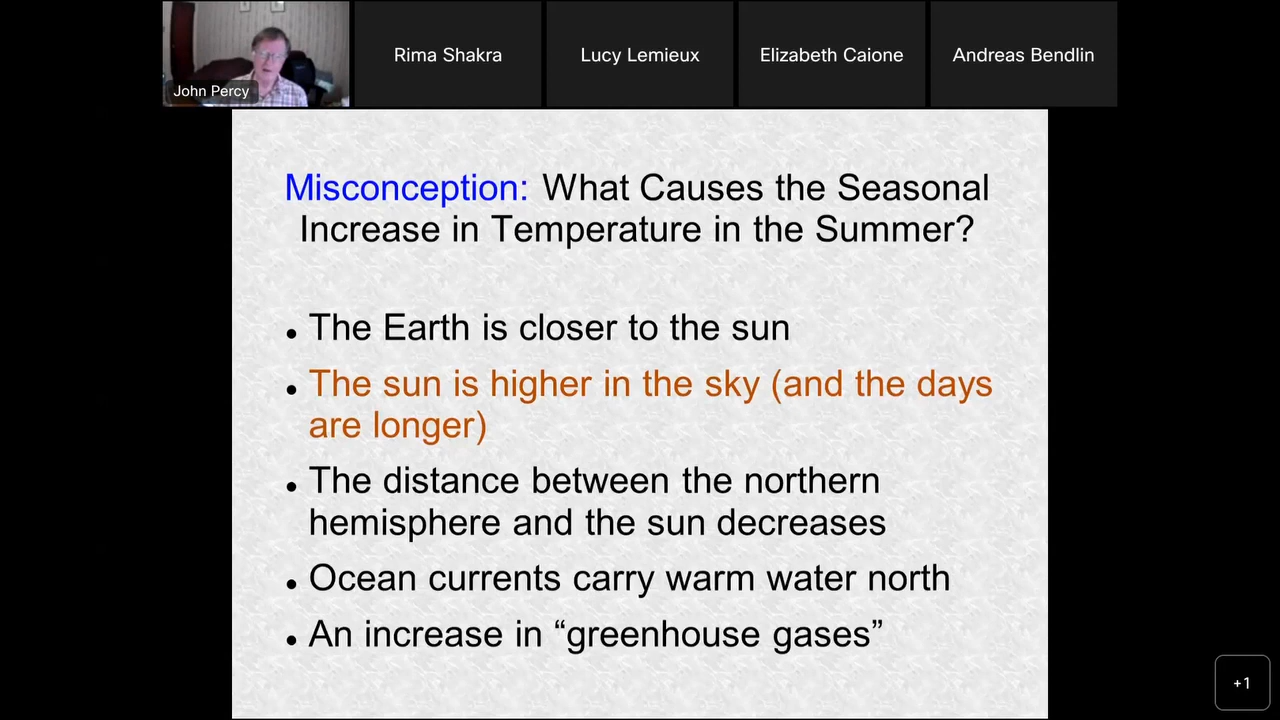 John Percy
Rima Shakra
Lucy Lemieux
Elizabeth Caione
Andreas Bendlin
Misconception: What Causes the Seasonal
Increase in Temperature in the Summer?
• The Earth is closer to the sun
• The sun is higher in the sky (and the days
are longer)
• The distance between the northern
hemisphere and the sun decreases
• Ocean currents carry warm water north
• An increase in “greenhouse gases”
+1